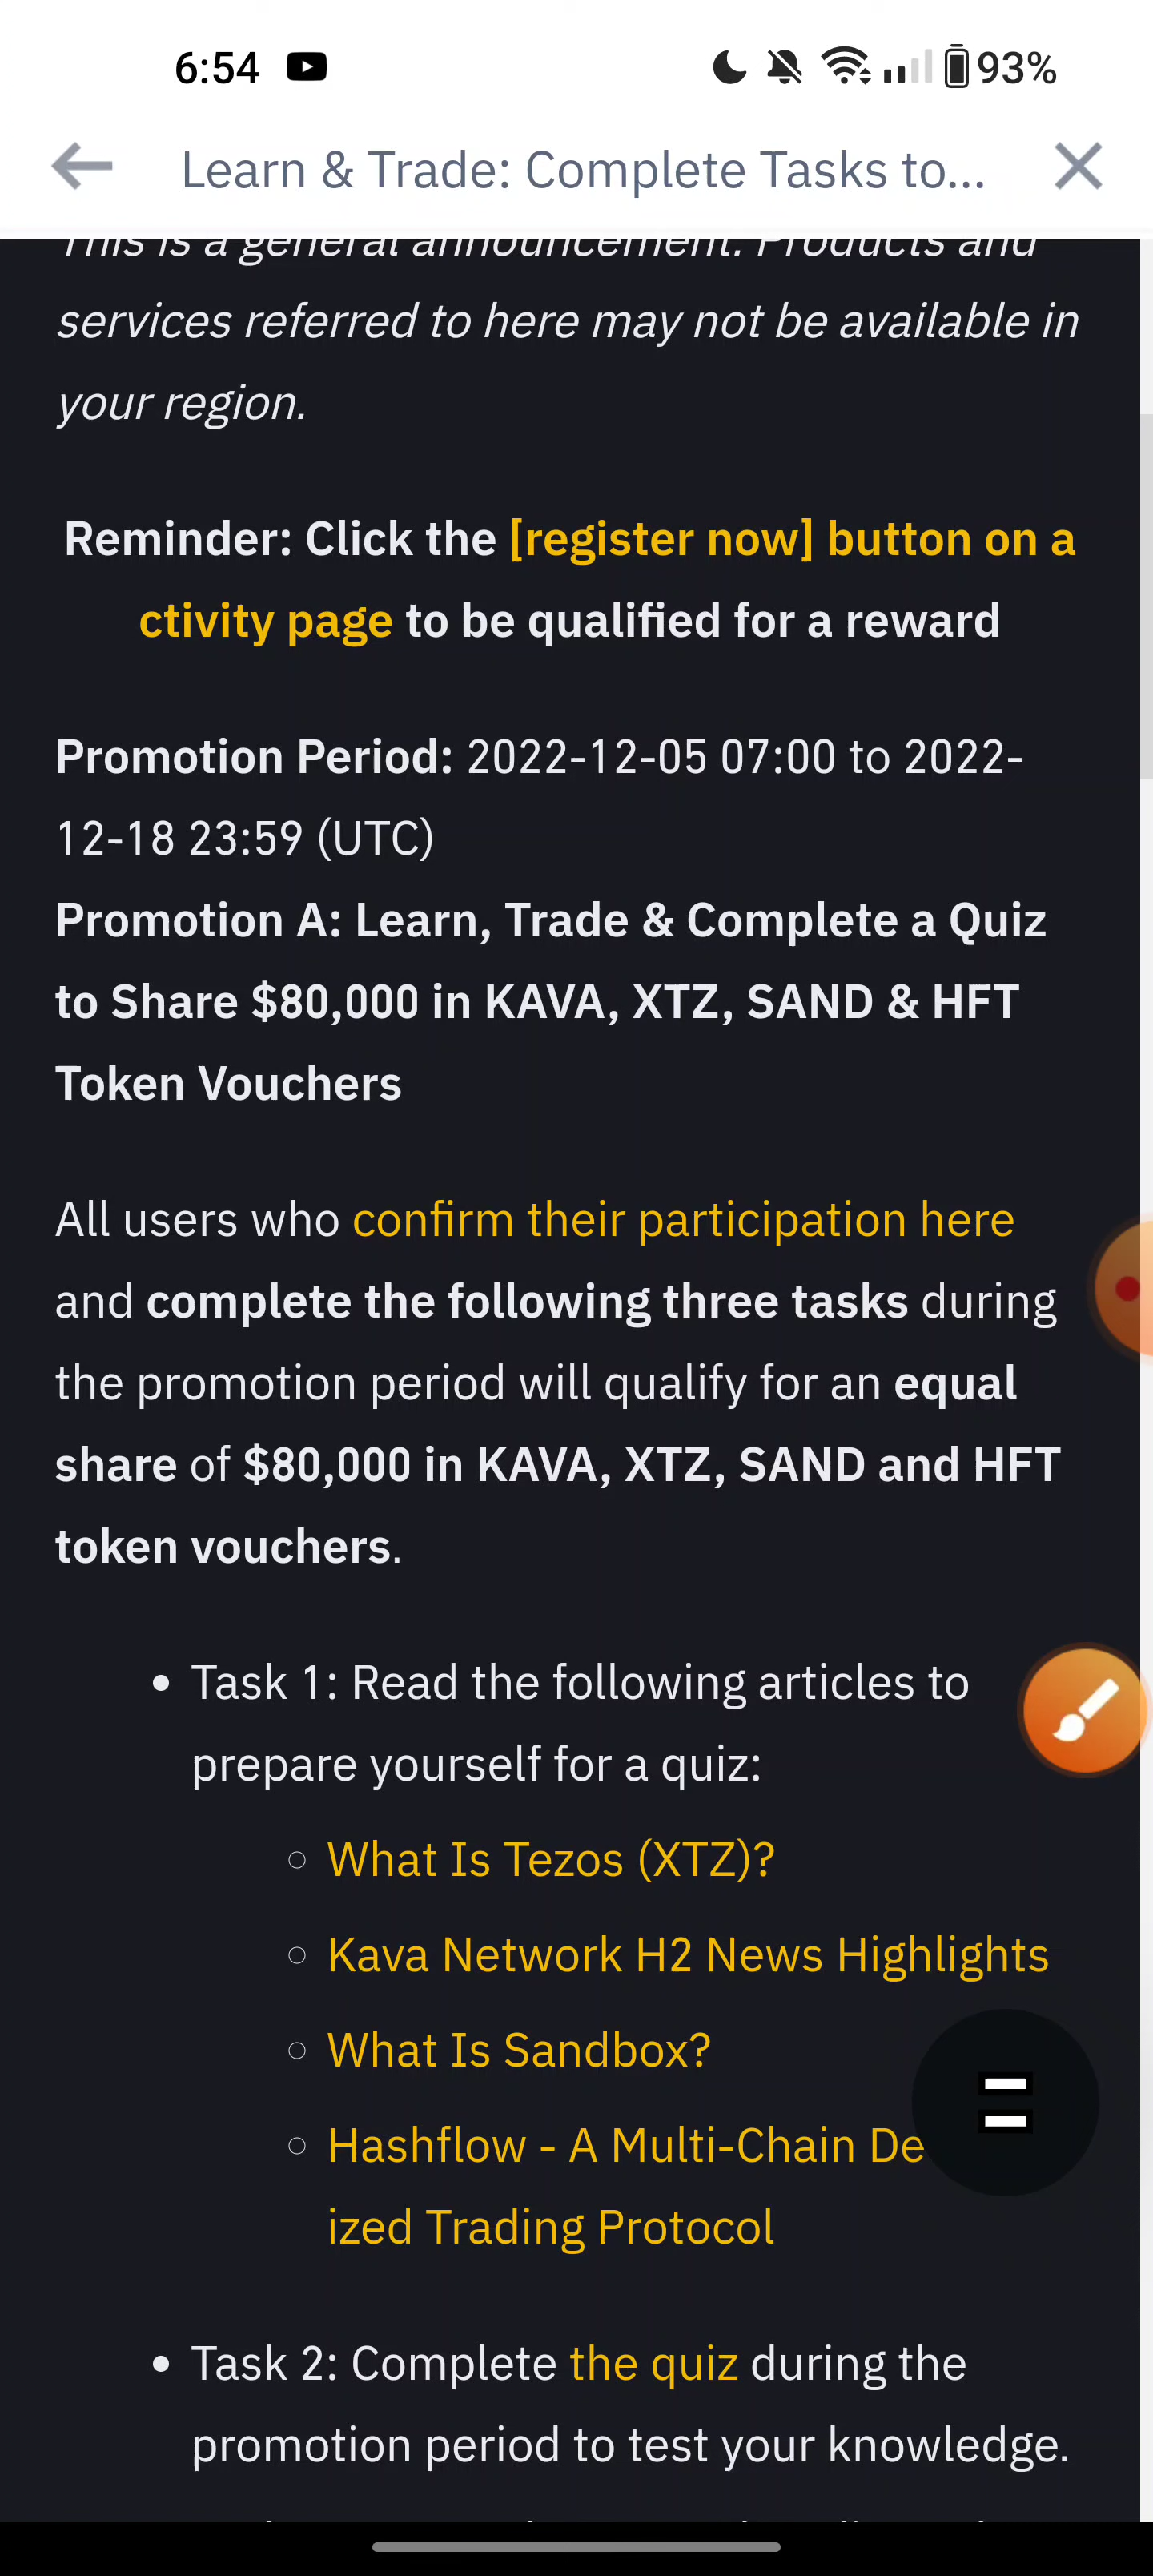 6:54
93%
Learn & Trade: Complete Tasks to...
This is a general announcement. Products and
services referred to here may not be available in
your region.
Reminder: Click the [register now] button on a
ctivity page to be qualified for a reward
Promotion Period: 2022-12-05 07:00 to 2022-
12-18 23:59 (UTC)
Promotion A: Learn, Trade & Complete a Quiz
to Share $80,000 in KAVA, XTZ, SAND & HFT
Token Vouchers
All users who confirm their participation here
and complete the following three tasks during
the promotion period will qualify for an equal
share of $80,000 in KAVA, XTZ, SAND and HFT
token vouchers.
Task 1: Read the following articles to
prepare yourself for a quiz:
What Is Tezos (XTZ)?
Kava Network H2 News Highlights
What Is Sandbox?
Hashflow - A Multi-Chain De
ized Trading Protocol
Task 2: Complete the quiz during the
promotion period to test your knowledge.